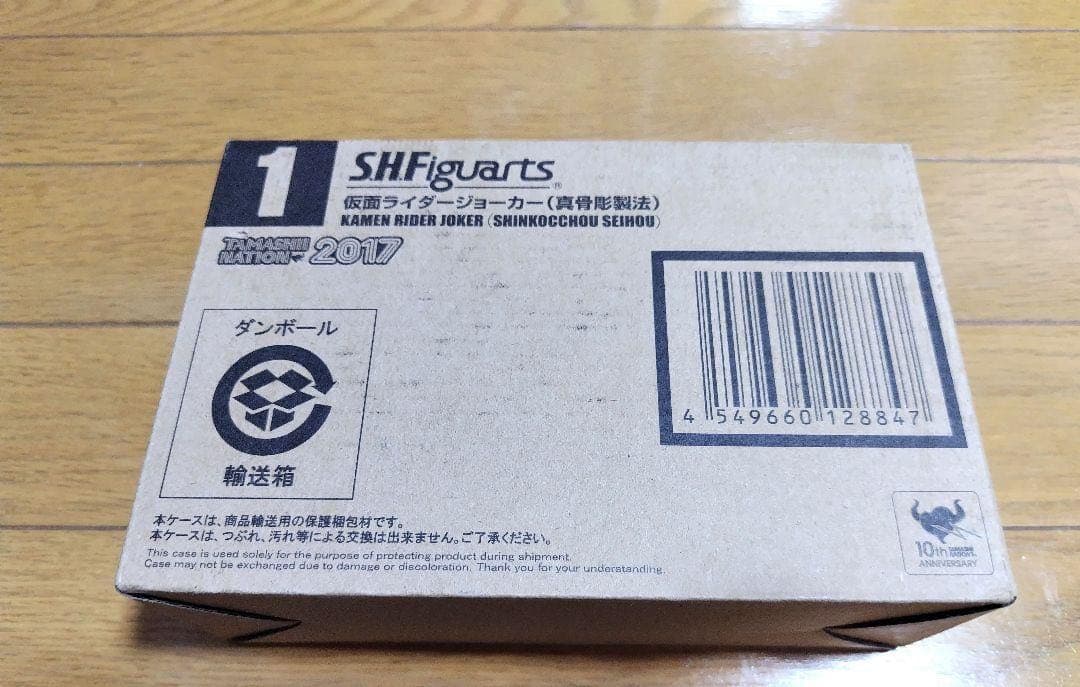 1
S.H.Figuarts
®
仮面ライダージョーカー(真骨彫製法)
KAMEN RIDER JOKER (SHINKOCCHOU SEIHOU)
TAMASHII
NATION 2017
ダンボール
輸送箱
4 549660 128847
本ケースは、商品輸送用の保護梱包材です。
本ケースは、つぶれ、汚れ等による交換は出来ません。ご了承ください。
This case is used solely for the purpose of protecting product during shipment.
Case may not be exchanged due to damage or discoloration. Thank you for your understanding.
10th TAMASHII NATIONS
ANNIVERSARY